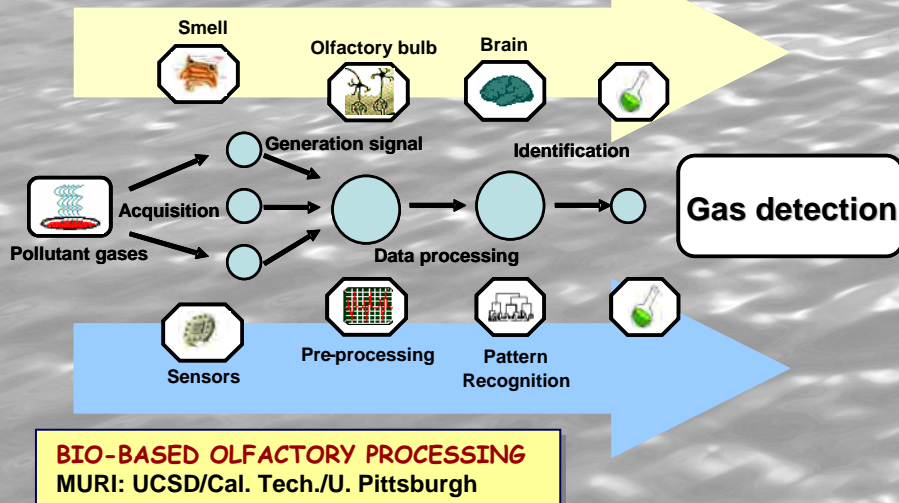 Smell
Olfactory bulb
Brain
Generation signal
Identification
Acquisition
Gas detection
Pollutant gases
Data processing
Sensors
Pre-processing
Pattern
Recognition
BIO-BASED OLFACTORY PROCESSING
MURI: UCSD/Cal. Tech./U. Pittsburgh